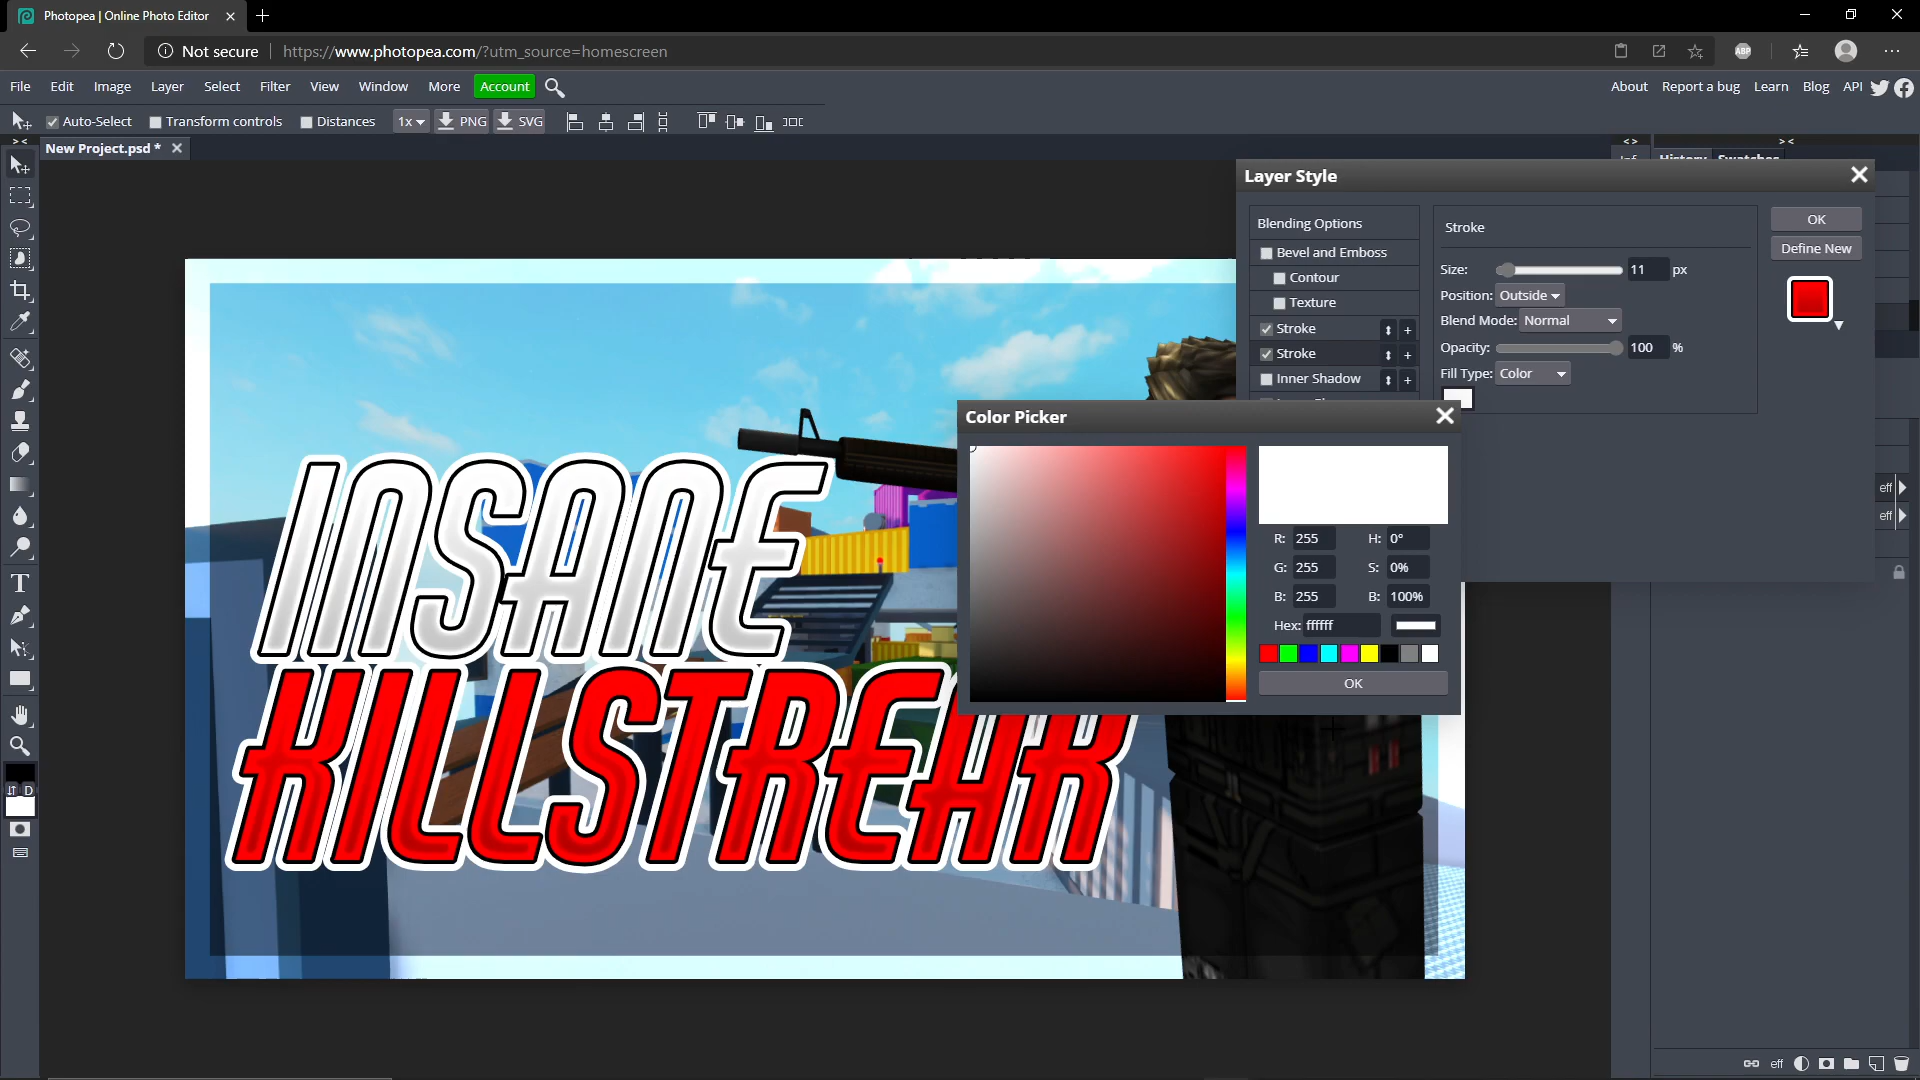 Photopea | Online Photo Editor
Not secure https://www.photopea.com/?utm_source=homescreen
ABP
File Edit Image Layer Select Filter View Window More Account
About Report a bug Learn Blog API
Auto-Select Transform controls Distances 1x PNG SVG
> < < > > <
New Project.psd *
Inf History Swatches
Layer Style
Blending Options
Bevel and Emboss
Contour
Texture
Stroke
Stroke
Inner Shadow
Stroke
Size: 11 px
Position: Outside
Blend Mode: Normal
Opacity: 100 %
Fill Type: Color
OK
Define New
Color Picker
R: 255 H: 0°
G: 255 S: 0%
B: 255 B: 100%
Hex: ffffff
OK
INSANE
KILLSTREAK
eff
eff
T
D
eff